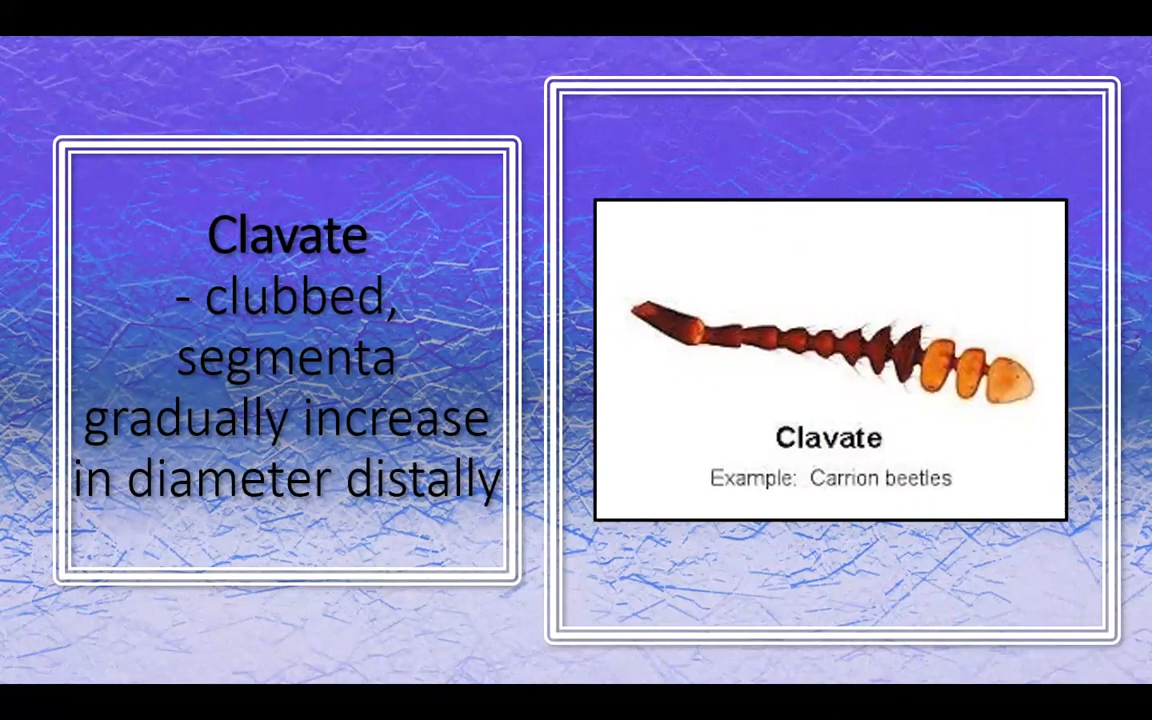 Clavate
- clubbed,
segmenta
gradually increase
in diameter distally
Clavate
Example: Carrion beetles